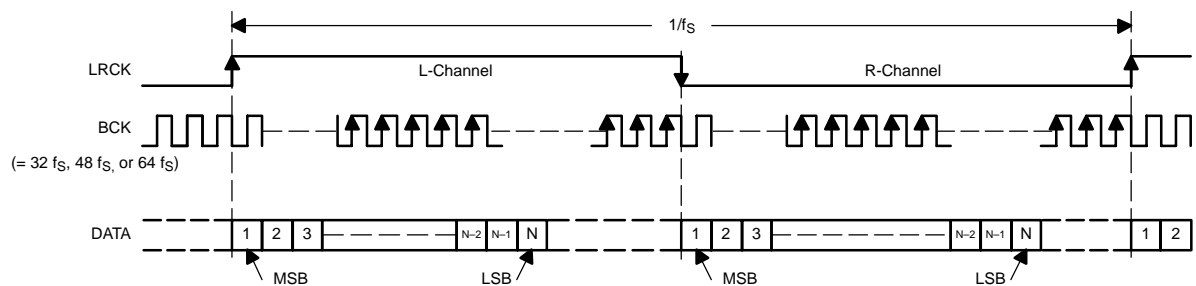 1/fS
LRCK
L-Channel
R-Channel
BCK
(= 32 fS, 48 fS, or 64 fS)
DATA
1 2 3 N–2 N–1 N 1 2 3 N–2 N–1 N 1 2
MSB LSB MSB LSB